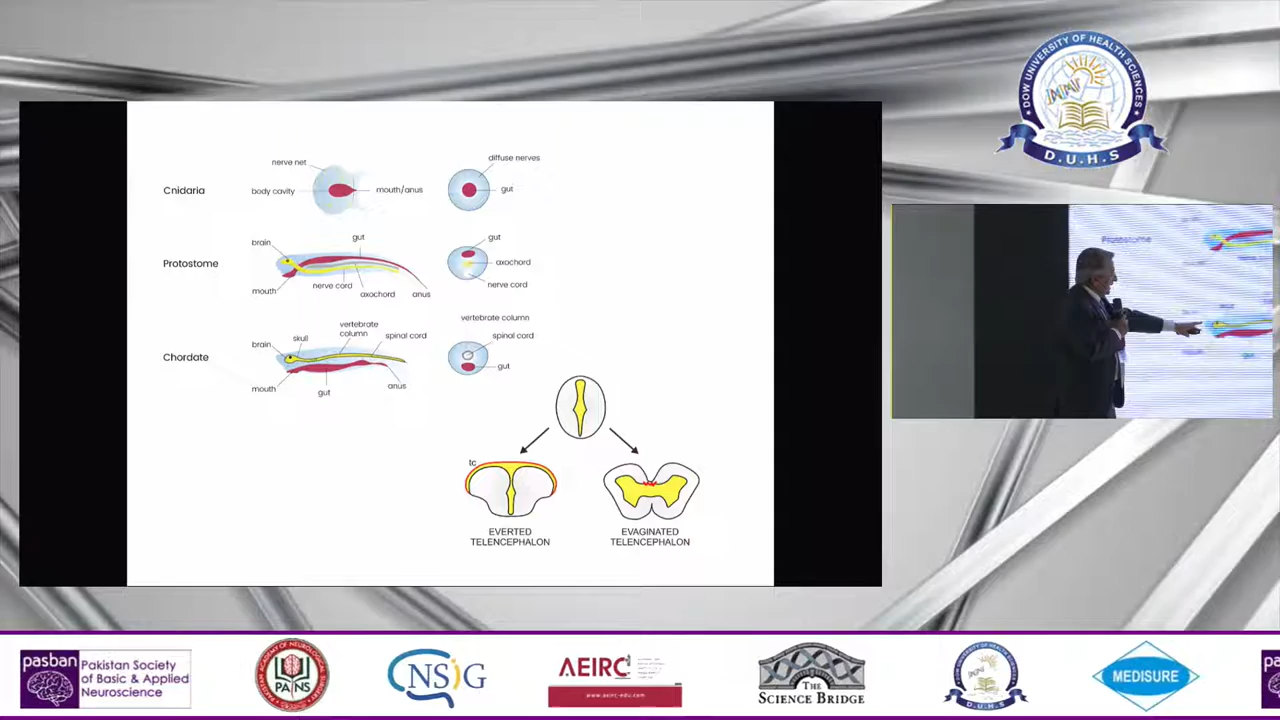 nerve net
diffuse nerves
Cnidaria
body cavity
mouth/anus
gut
brain
gut
gut
Protostome
axochord
mouth
nerve cord
axochord
anus
nerve cord
vertebrate column
vertebrate
column
brain
skull
spinal cord
spinal cord
Chordate
gut
mouth
gut
anus
tc
EVERTED
TELENCEPHALON
EVAGINATED
TELENCEPHALON
DOW UNIVERSITY OF HEALTH SCIENCES
D.U.H.S
pasban
Pakistan Society
of Basic & Applied
Neuroscience
PAINS
NSIG
AEIRC
www.aeirc-edu.com
THE
SCIENCE BRIDGE
D.U.H.S
MEDISURE